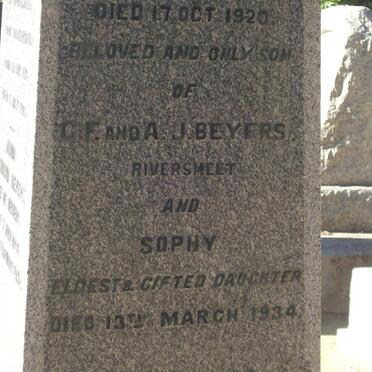 DIED 17 OCT 1920.
BELOVED AND ONLY SON
OF
C. F. AND A. J. BEYERS,
RIVERSMEET
AND
SOPHY
ELDEST & GIFTED DAUGHTER
DIED 13TH MARCH 1934.